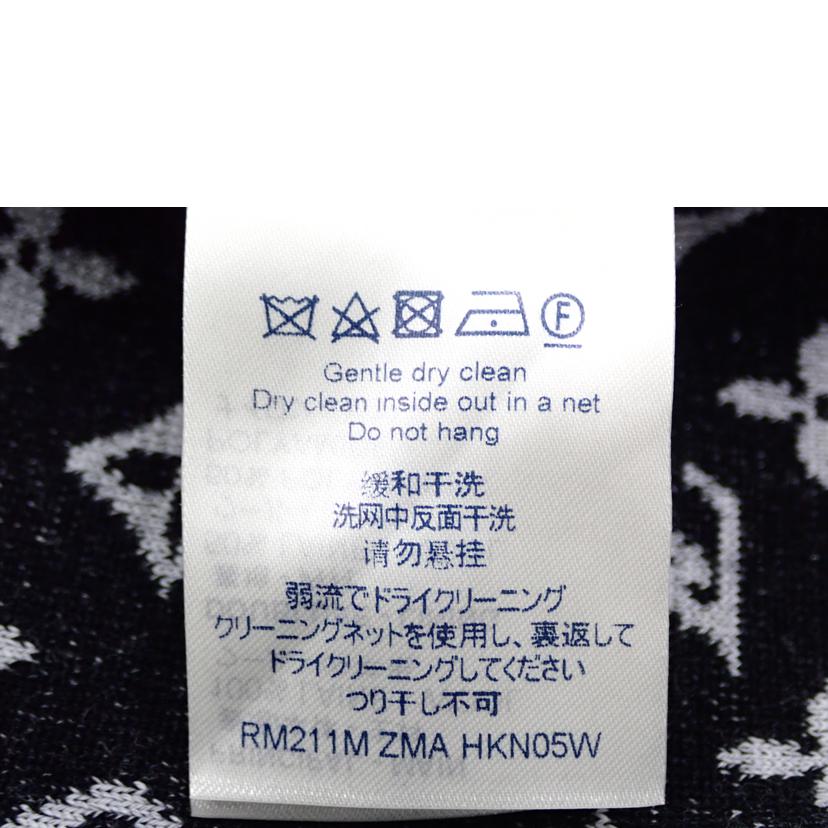 F
Gentle dry clean
Dry clean inside out in a net
Do not hang
缓和干洗
洗网中反面干洗
请勿悬挂
弱流でドライクリーニング
クリーニングネットを使用し、裏返して
ドライクリーニングしてください
つり干し不可
RM211M ZMA HKN05W